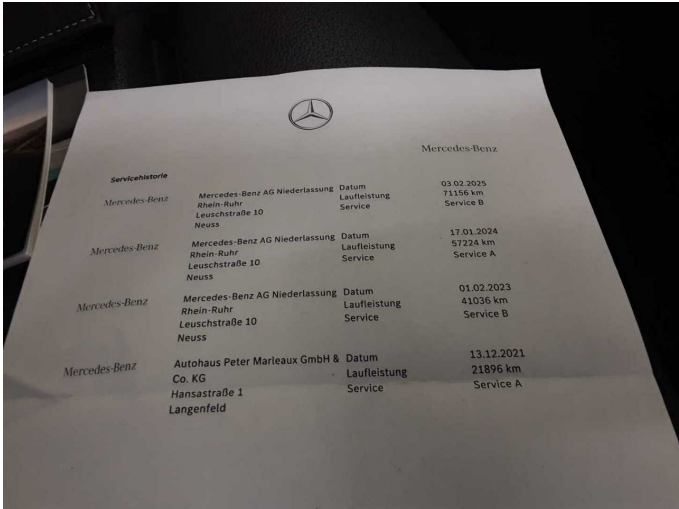 Mercedes-Benz
Servicehistorie
Mercedes-Benz Mercedes-Benz AG Niederlassung Datum 03.02.2025
Rhein-Ruhr Laufleistung 71156 km
Leuschstraße 10 Service Service B
Neuss
Mercedes-Benz Mercedes-Benz AG Niederlassung Datum 17.01.2024
Rhein-Ruhr Laufleistung 57224 km
Leuschstraße 10 Service Service A
Neuss
Mercedes-Benz Mercedes-Benz AG Niederlassung Datum 01.02.2023
Rhein-Ruhr Laufleistung 41036 km
Leuschstraße 10 Service Service B
Neuss
Mercedes-Benz Autohaus Peter Marleaux GmbH & Datum 13.12.2021
Co. KG Laufleistung 21896 km
Hansastraße 1 Service Service A
Langenfeld